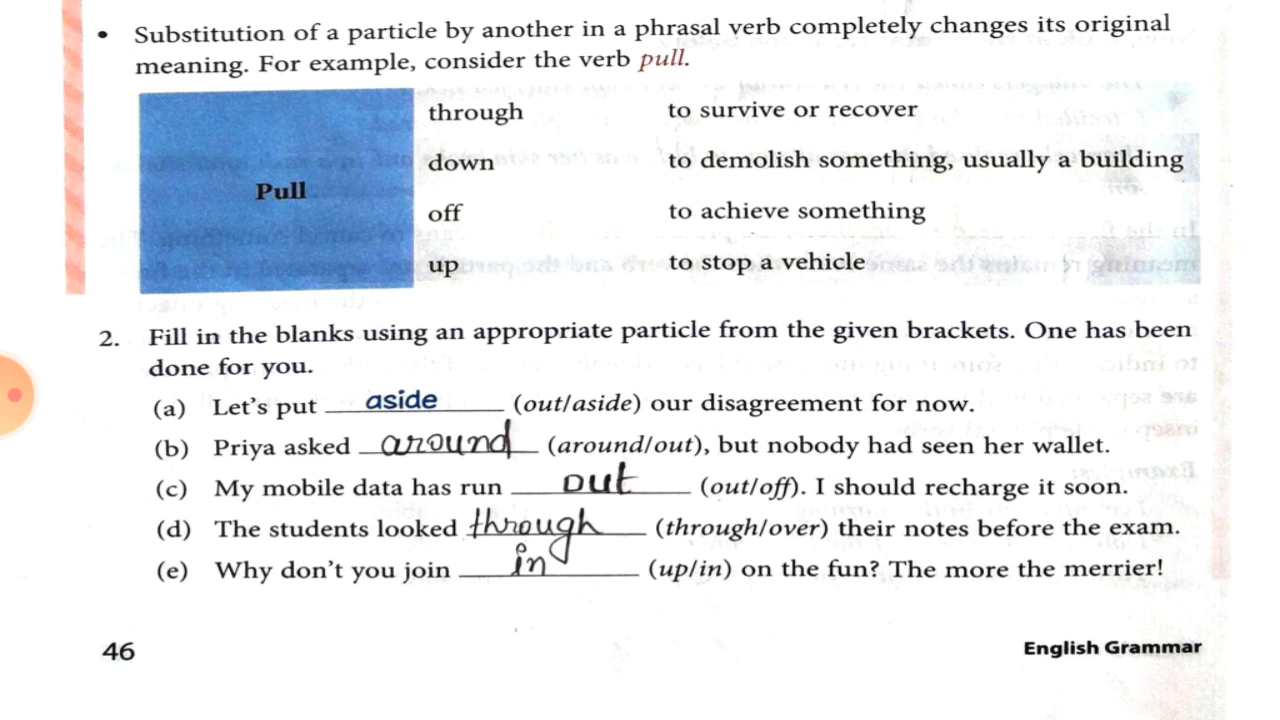 • Substitution of a particle by another in a phrasal verb completely changes its original
meaning. For example, consider the verb pull.
Pull
through to survive or recover
down to demolish something, usually a building
off to achieve something
up to stop a vehicle
2. Fill in the blanks using an appropriate particle from the given brackets. One has been
done for you.
(a) Let's put aside (out/aside) our disagreement for now.
(b) Priya asked around (around/out), but nobody had seen her wallet.
(c) My mobile data has run out (out/off). I should recharge it soon.
(d) The students looked through (through/over) their notes before the exam.
(e) Why don't you join in (up/in) on the fun? The more the merrier!
46 English Grammar